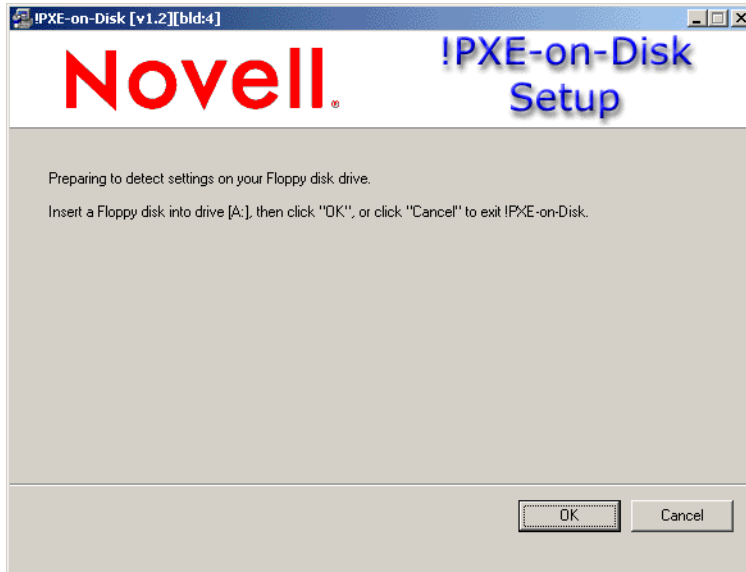 !PXE-on-Disk [v1.2][bld:4]
Novell®
!PXE-on-Disk
Setup
Preparing to detect settings on your Floppy disk drive.
Insert a Floppy disk into drive [A:], then click "OK", or click "Cancel" to exit !PXE-on-Disk.
OK
Cancel